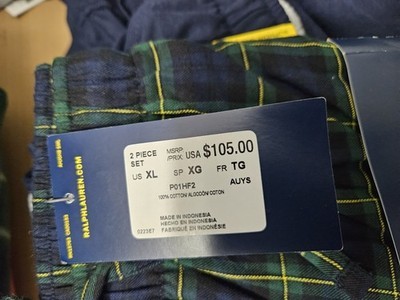 2 PIECE SET
MSRP /PRIX: USA $105.00
US XL SP XG FR TG
P01HF2 AUYS
100% COTTON/ ALGODÓN/ COTON
MADE IN INDONESIA
HECHO EN INDONESIA
FABRIQUÉ EN INDONÉSIE
RALPHLAUREN.COM